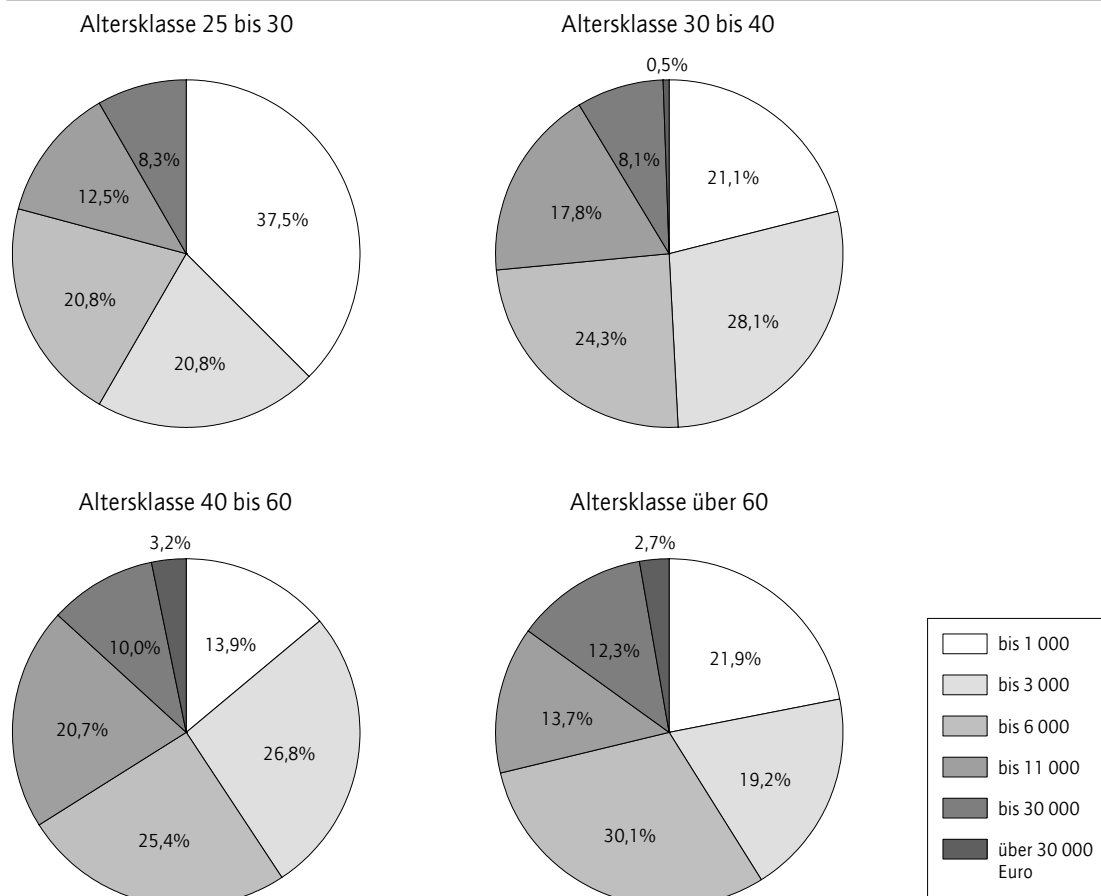 Altersklasse 25 bis 30
8,3%
12,5%
37,5%
20,8%
20,8%
Altersklasse 30 bis 40
0,5%
8,1%
21,1%
17,8%
28,1%
24,3%
Altersklasse 40 bis 60
3,2%
10,0%
13,9%
20,7%
26,8%
25,4%
Altersklasse über 60
2,7%
12,3%
21,9%
13,7%
19,2%
30,1%
bis 1 000
bis 3 000
bis 6 000
bis 11 000
bis 30 000
über 30 000
Euro